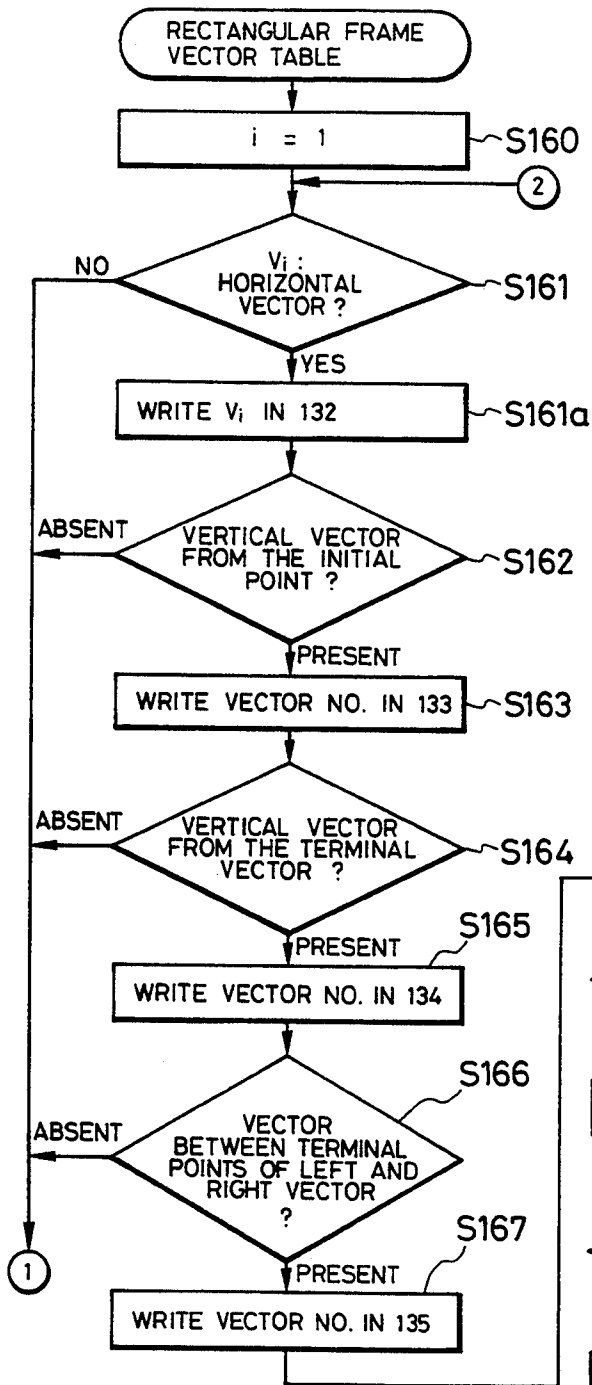 RECTANGULAR FRAME
VECTOR TABLE
i = 1
S160
2
Vi :
HORIZONTAL
VECTOR ?
NO
S161
YES
WRITE Vi IN 132
S161a
ABSENT
VERTICAL VECTOR
FROM THE INITIAL
POINT ?
S162
PRESENT
WRITE VECTOR NO. IN 133
S163
ABSENT
VERTICAL VECTOR
FROM THE TERMINAL
VECTOR ?
S164
PRESENT
S165
WRITE VECTOR NO. IN 134
S166
ABSENT
VECTOR
BETWEEN TERMINAL
POINTS OF LEFT AND
RIGHT VECTOR
?
S167
1
PRESENT
WRITE VECTOR NO. IN 135